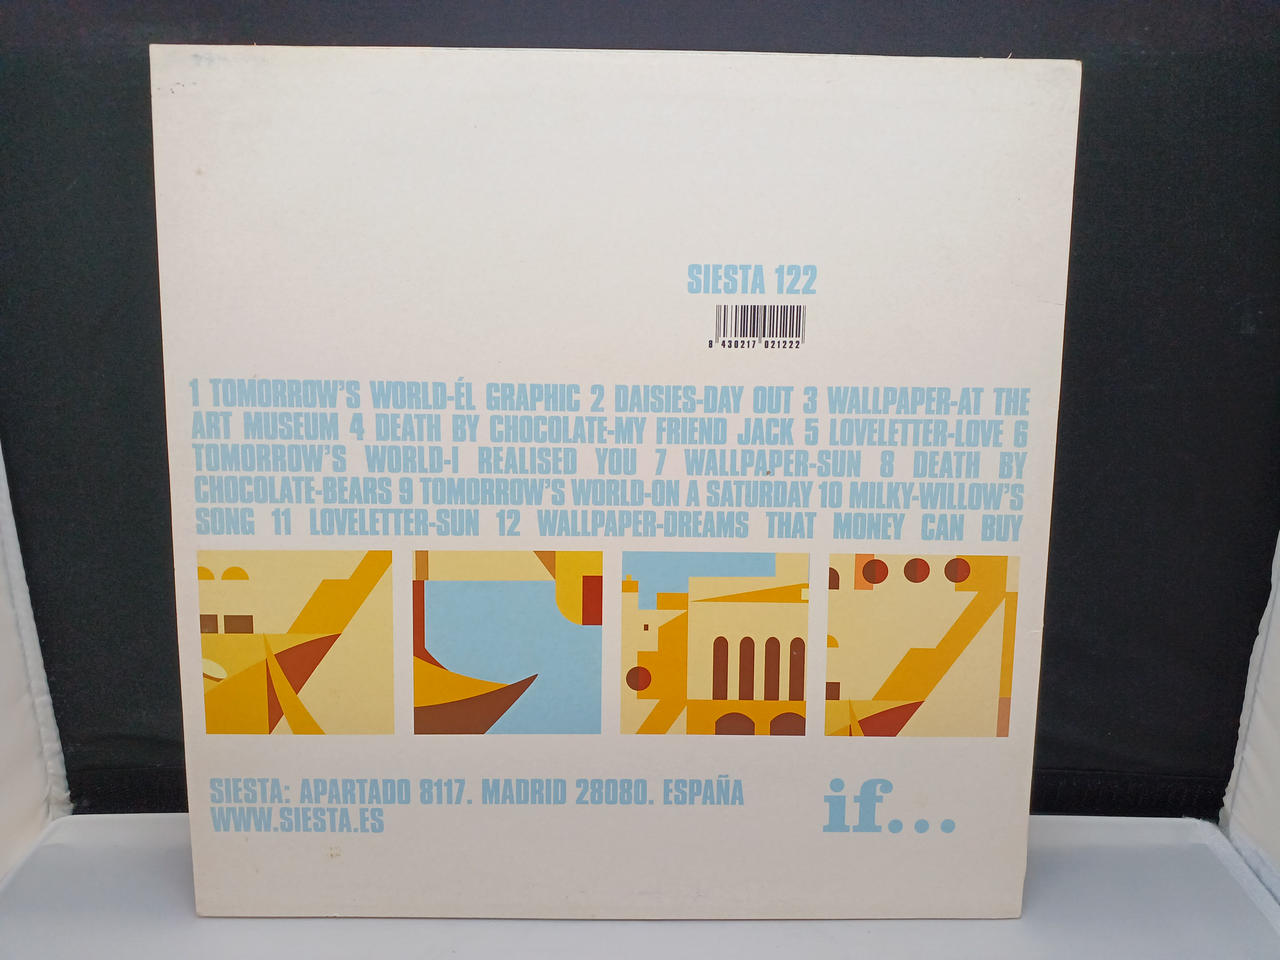 SIESTA 122
8 430217 021222
1 TOMORROW'S WORLD-ÉL GRAPHIC 2 DAISIES-DAY OUT 3 WALLPAPER-AT THE
ART MUSEUM 4 DEATH BY CHOCOLATE-MY FRIEND JACK 5 LOVELETTER-LOVE 6
TOMORROW'S WORLD-I REALISED YOU 7 WALLPAPER-SUN 8 DEATH BY
CHOCOLATE-BEARS 9 TOMORROW'S WORLD-ON A SATURDAY 10 MILKY-WILLOW'S
SONG 11 LOVELETTER-SUN 12 WALLPAPER-DREAMS THAT MONEY CAN BUY
SIESTA: APARTADO 8117. MADRID 28080. ESPAÑA
WWW.SIESTA.ES
if...